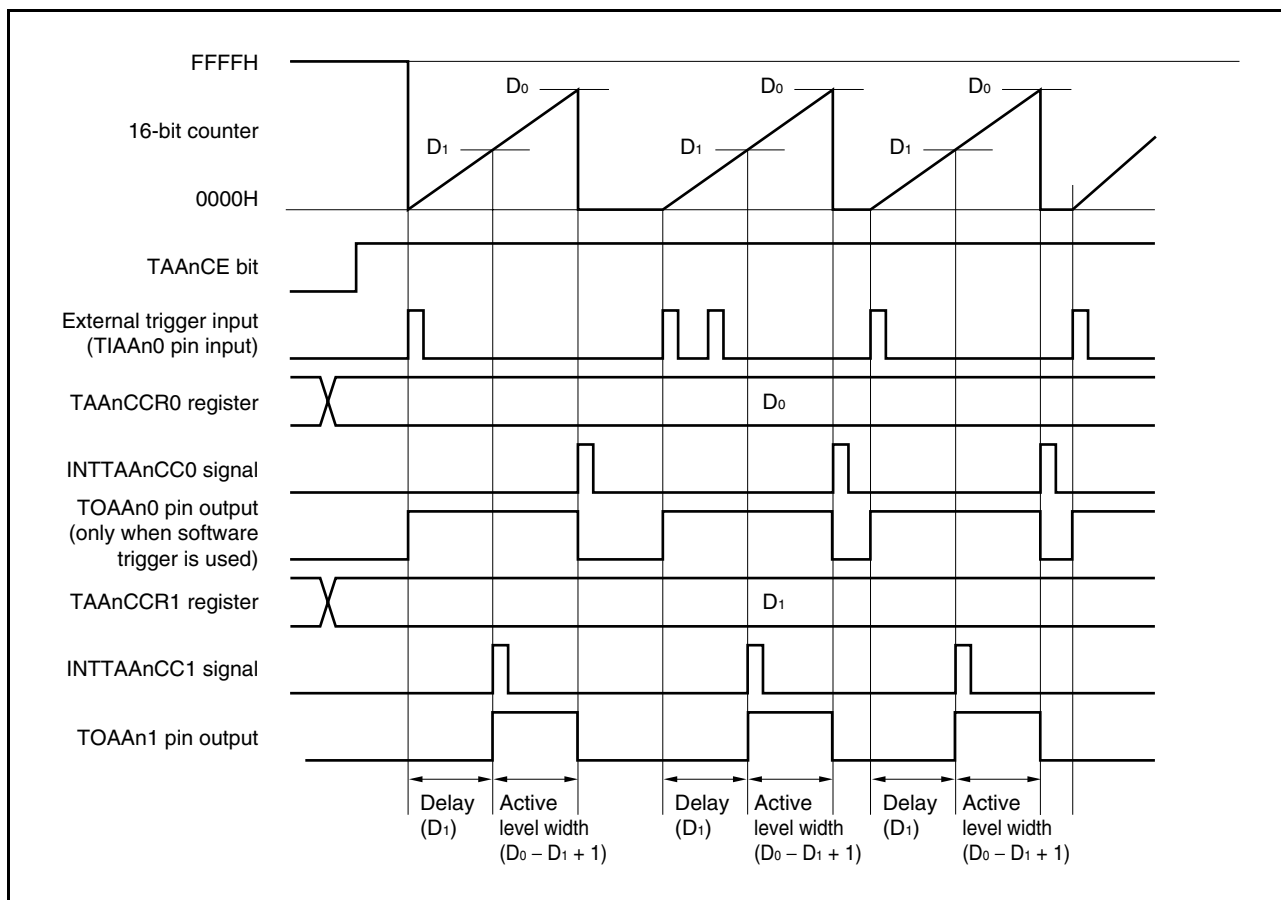 FFFFH
D₀
D₀
D₀
16-bit counter
D₁
D₁
D₁
0000H
TAAnCE bit
External trigger input
(TIAAn0 pin input)
TAAnCCR0 register
D₀
INTTAAnCC0 signal
TOAAn0 pin output
(only when software
trigger is used)
TAAnCCR1 register
D₁
INTTAAnCC1 signal
TOAAn1 pin output
Delay
(D₁)
Active
level width
(D₀ – D₁ + 1)
Delay
(D₁)
Active
level width
(D₀ – D₁ + 1)
Delay
(D₁)
Active
level width
(D₀ – D₁ + 1)